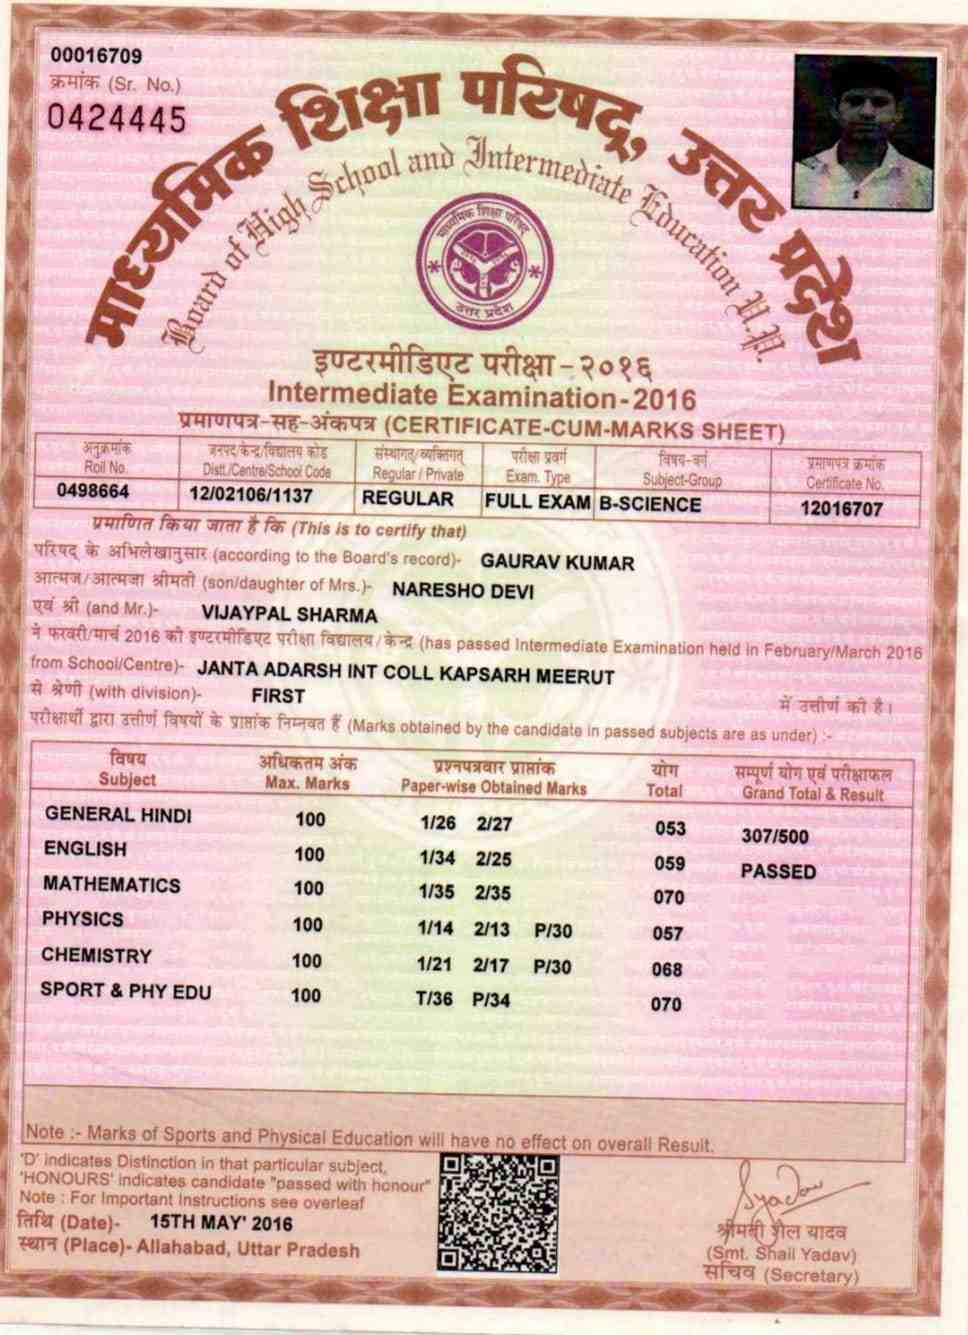 00016709
क्रमांक (Sr. No.)
0424445
माध्यमिक शिक्षा परिषद्, उत्तर प्रदेश
Board of High School and Intermediate Education U.P.
माध्यमिक शिक्षा परिषद्
उत्तर प्रदेश
इण्टरमीडिएट परीक्षा - २०१६
Intermediate Examination - 2016
प्रमाणपत्र-सह-अंकपत्र (CERTIFICATE-CUM-MARKS SHEET)
अनुक्रमांक जनपद/केन्द्र/विद्यालय कोड संस्थागत/व्यक्तिगत परीक्षा प्रवर्ग विषय-वर्ग प्रमाणपत्र क्रमांक
Roll No. Distt./Centre/School Code Regular / Private Exam. Type Subject-Group Certificate No.
0498664 12/02106/1137 REGULAR FULL EXAM B-SCIENCE 12016707
प्रमाणित किया जाता है कि (This is to certify that)
परिषद् के अभिलेखानुसार (according to the Board's record)- GAURAV KUMAR
आत्मज/आत्मजा श्रीमती (son/daughter of Mrs.)- NARESHO DEVI
एवं श्री (and Mr.)- VIJAYPAL SHARMA
ने फरवरी/मार्च 2016 की इण्टरमीडिएट परीक्षा विद्यालय/केन्द्र (has passed Intermediate Examination held in February/March 2016
from School/Centre)- JANTA ADARSH INT COLL KAPSARH MEERUT
से श्रेणी (with division)- FIRST में उत्तीर्ण की है।
परीक्षार्थी द्वारा उत्तीर्ण विषयों के प्राप्तांक निम्नवत हैं (Marks obtained by the candidate in passed subjects are as under) :-
विषय अधिकतम अंक प्रश्नपत्रवार प्राप्तांक योग सम्पूर्ण योग एवं परीक्षाफल
Subject Max. Marks Paper-wise Obtained Marks Total Grand Total & Result
GENERAL HINDI 100 1/26 2/27 053 307/500
ENGLISH 100 1/34 2/25 059 PASSED
MATHEMATICS 100 1/35 2/35 070
PHYSICS 100 1/14 2/13 P/30 057
CHEMISTRY 100 1/21 2/17 P/30 068
SPORT & PHY EDU 100 T/36 P/34 070
Note :- Marks of Sports and Physical Education will have no effect on overall Result.
'D' indicates Distinction in that particular subject,
'HONOURS' indicates candidate "passed with honour"
Note : For Important Instructions see overleaf
तिथि (Date)- 15TH MAY' 2016
स्थान (Place)- Allahabad, Uttar Pradesh
Syadav
श्रीमती शैल यादव
(Smt. Shail Yadav)
सचिव (Secretary)